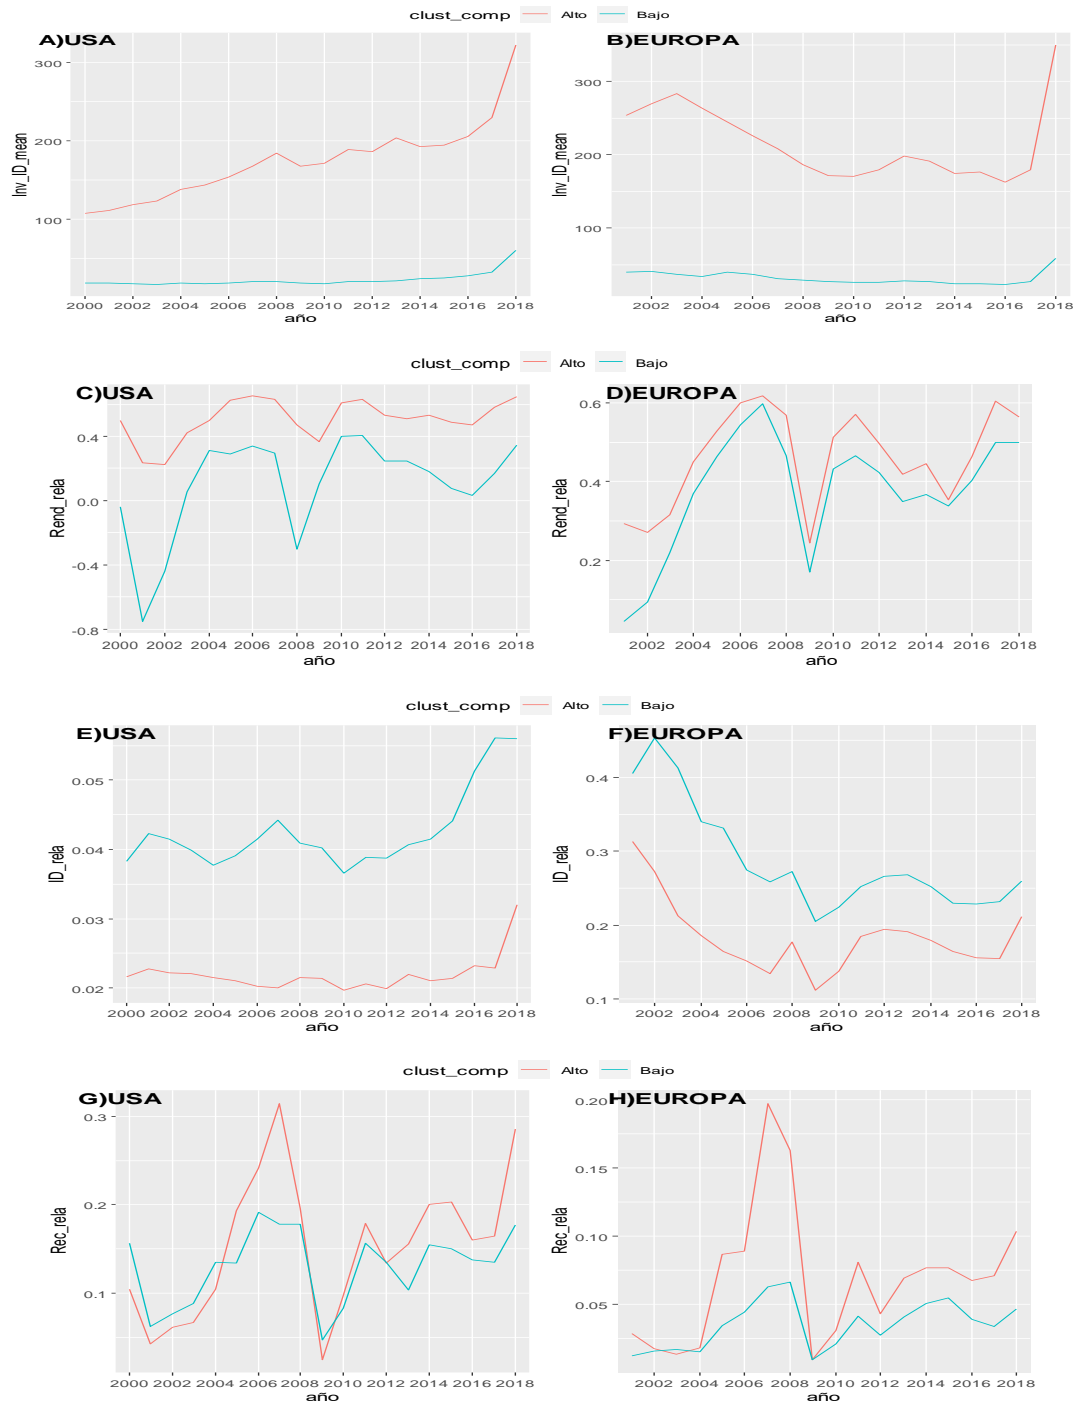 clust_comp Alto Bajo
A)USA
B)EUROPA
Inv_ID_mean
300
200
100
2000 2002 2004 2006 2008 2010 2012 2014 2016 2018
año
Inv_ID_mean
300
200
100
2002 2004 2006 2008 2010 2012 2014 2016 2018
año
clust_comp Alto Bajo
C)USA
D)EUROPA
Rend_rela
0.4
0.0
-0.4
-0.8
2000 2002 2004 2006 2008 2010 2012 2014 2016 2018
año
Rend_rela
0.6
0.4
0.2
2002 2004 2006 2008 2010 2012 2014 2016 2018
año
clust_comp Alto Bajo
E)USA
F)EUROPA
ID_rela
0.05
0.04
0.03
0.02
2000 2002 2004 2006 2008 2010 2012 2014 2016 2018
año
ID_rela
0.4
0.3
0.2
0.1
2002 2004 2006 2008 2010 2012 2014 2016 2018
año
clust_comp Alto Bajo
G)USA
H)EUROPA
Rec_rela
0.3
0.2
0.1
2000 2002 2004 2006 2008 2010 2012 2014 2016 2018
año
Rec_rela
0.20
0.15
0.10
0.05
2002 2004 2006 2008 2010 2012 2014 2016 2018
año